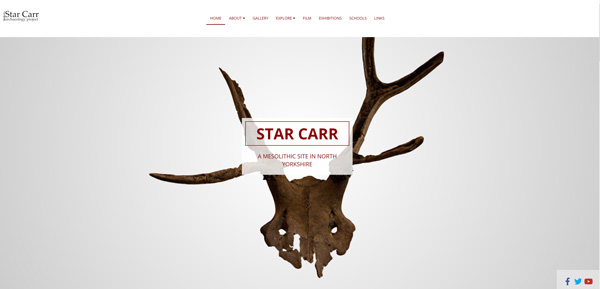 Star Carr
archaeology project
HOME ABOUT ▾ GALLERY EXPLORE ▾ FILM EXHIBITIONS SCHOOLS LINKS
STAR CARR
A MESOLITHIC SITE IN NORTH
YORKSHIRE